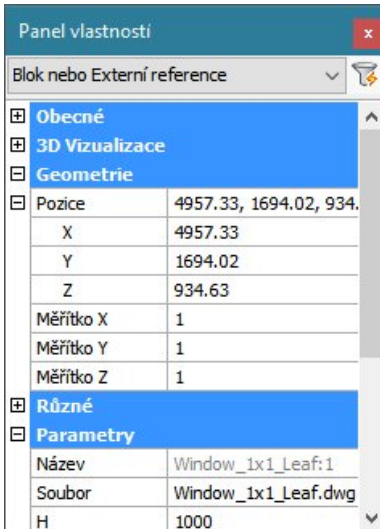 Panel vlastností
x
Blok nebo Externí reference
Obecné
3D Vizualizace
Geometrie
Pozice 4957.33, 1694.02, 934.
X 4957.33
Y 1694.02
Z 934.63
Měřítko X 1
Měřítko Y 1
Měřítko Z 1
Různé
Parametry
Název Window_1x1_Leaf:1
Soubor Window_1x1_Leaf.dwg
H 1000